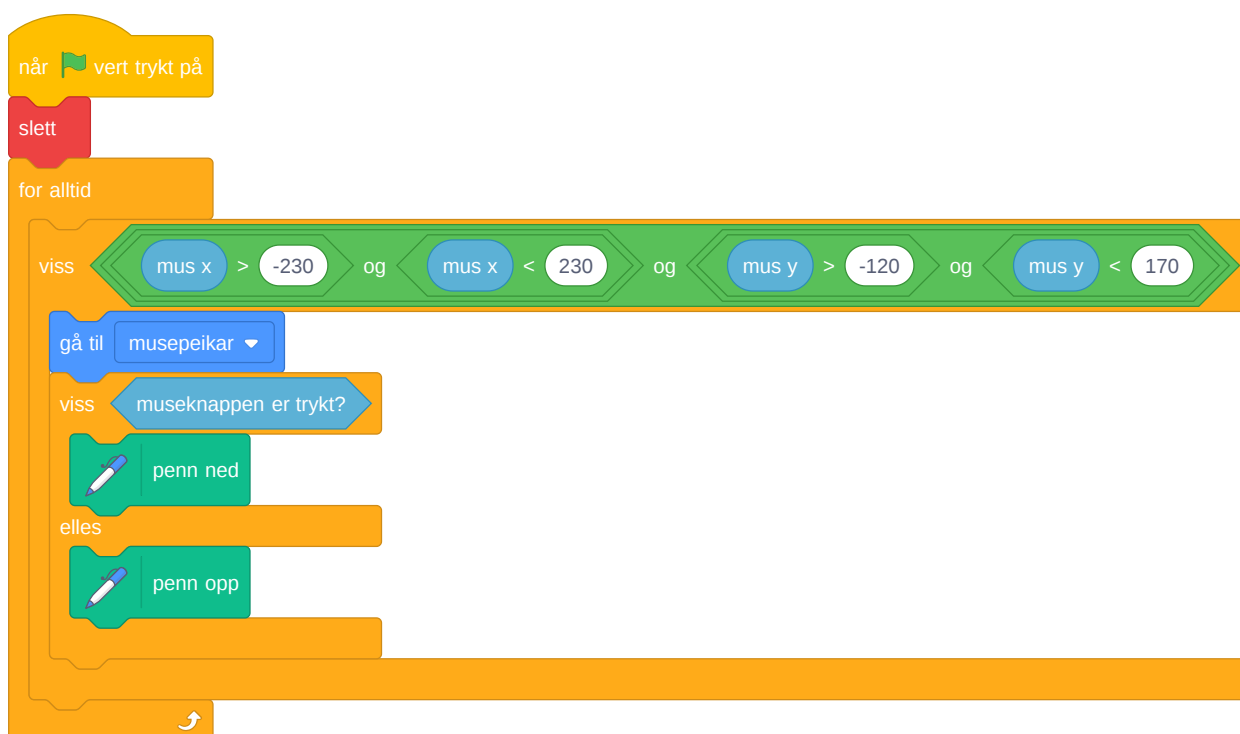 når vert trykt på
slett
for alltid
viss mus x > -230 og mus x < 230 og mus y > -120 og mus y < 170
gå til musepeikar
viss museknappen er trykt?
penn ned
elles
penn opp